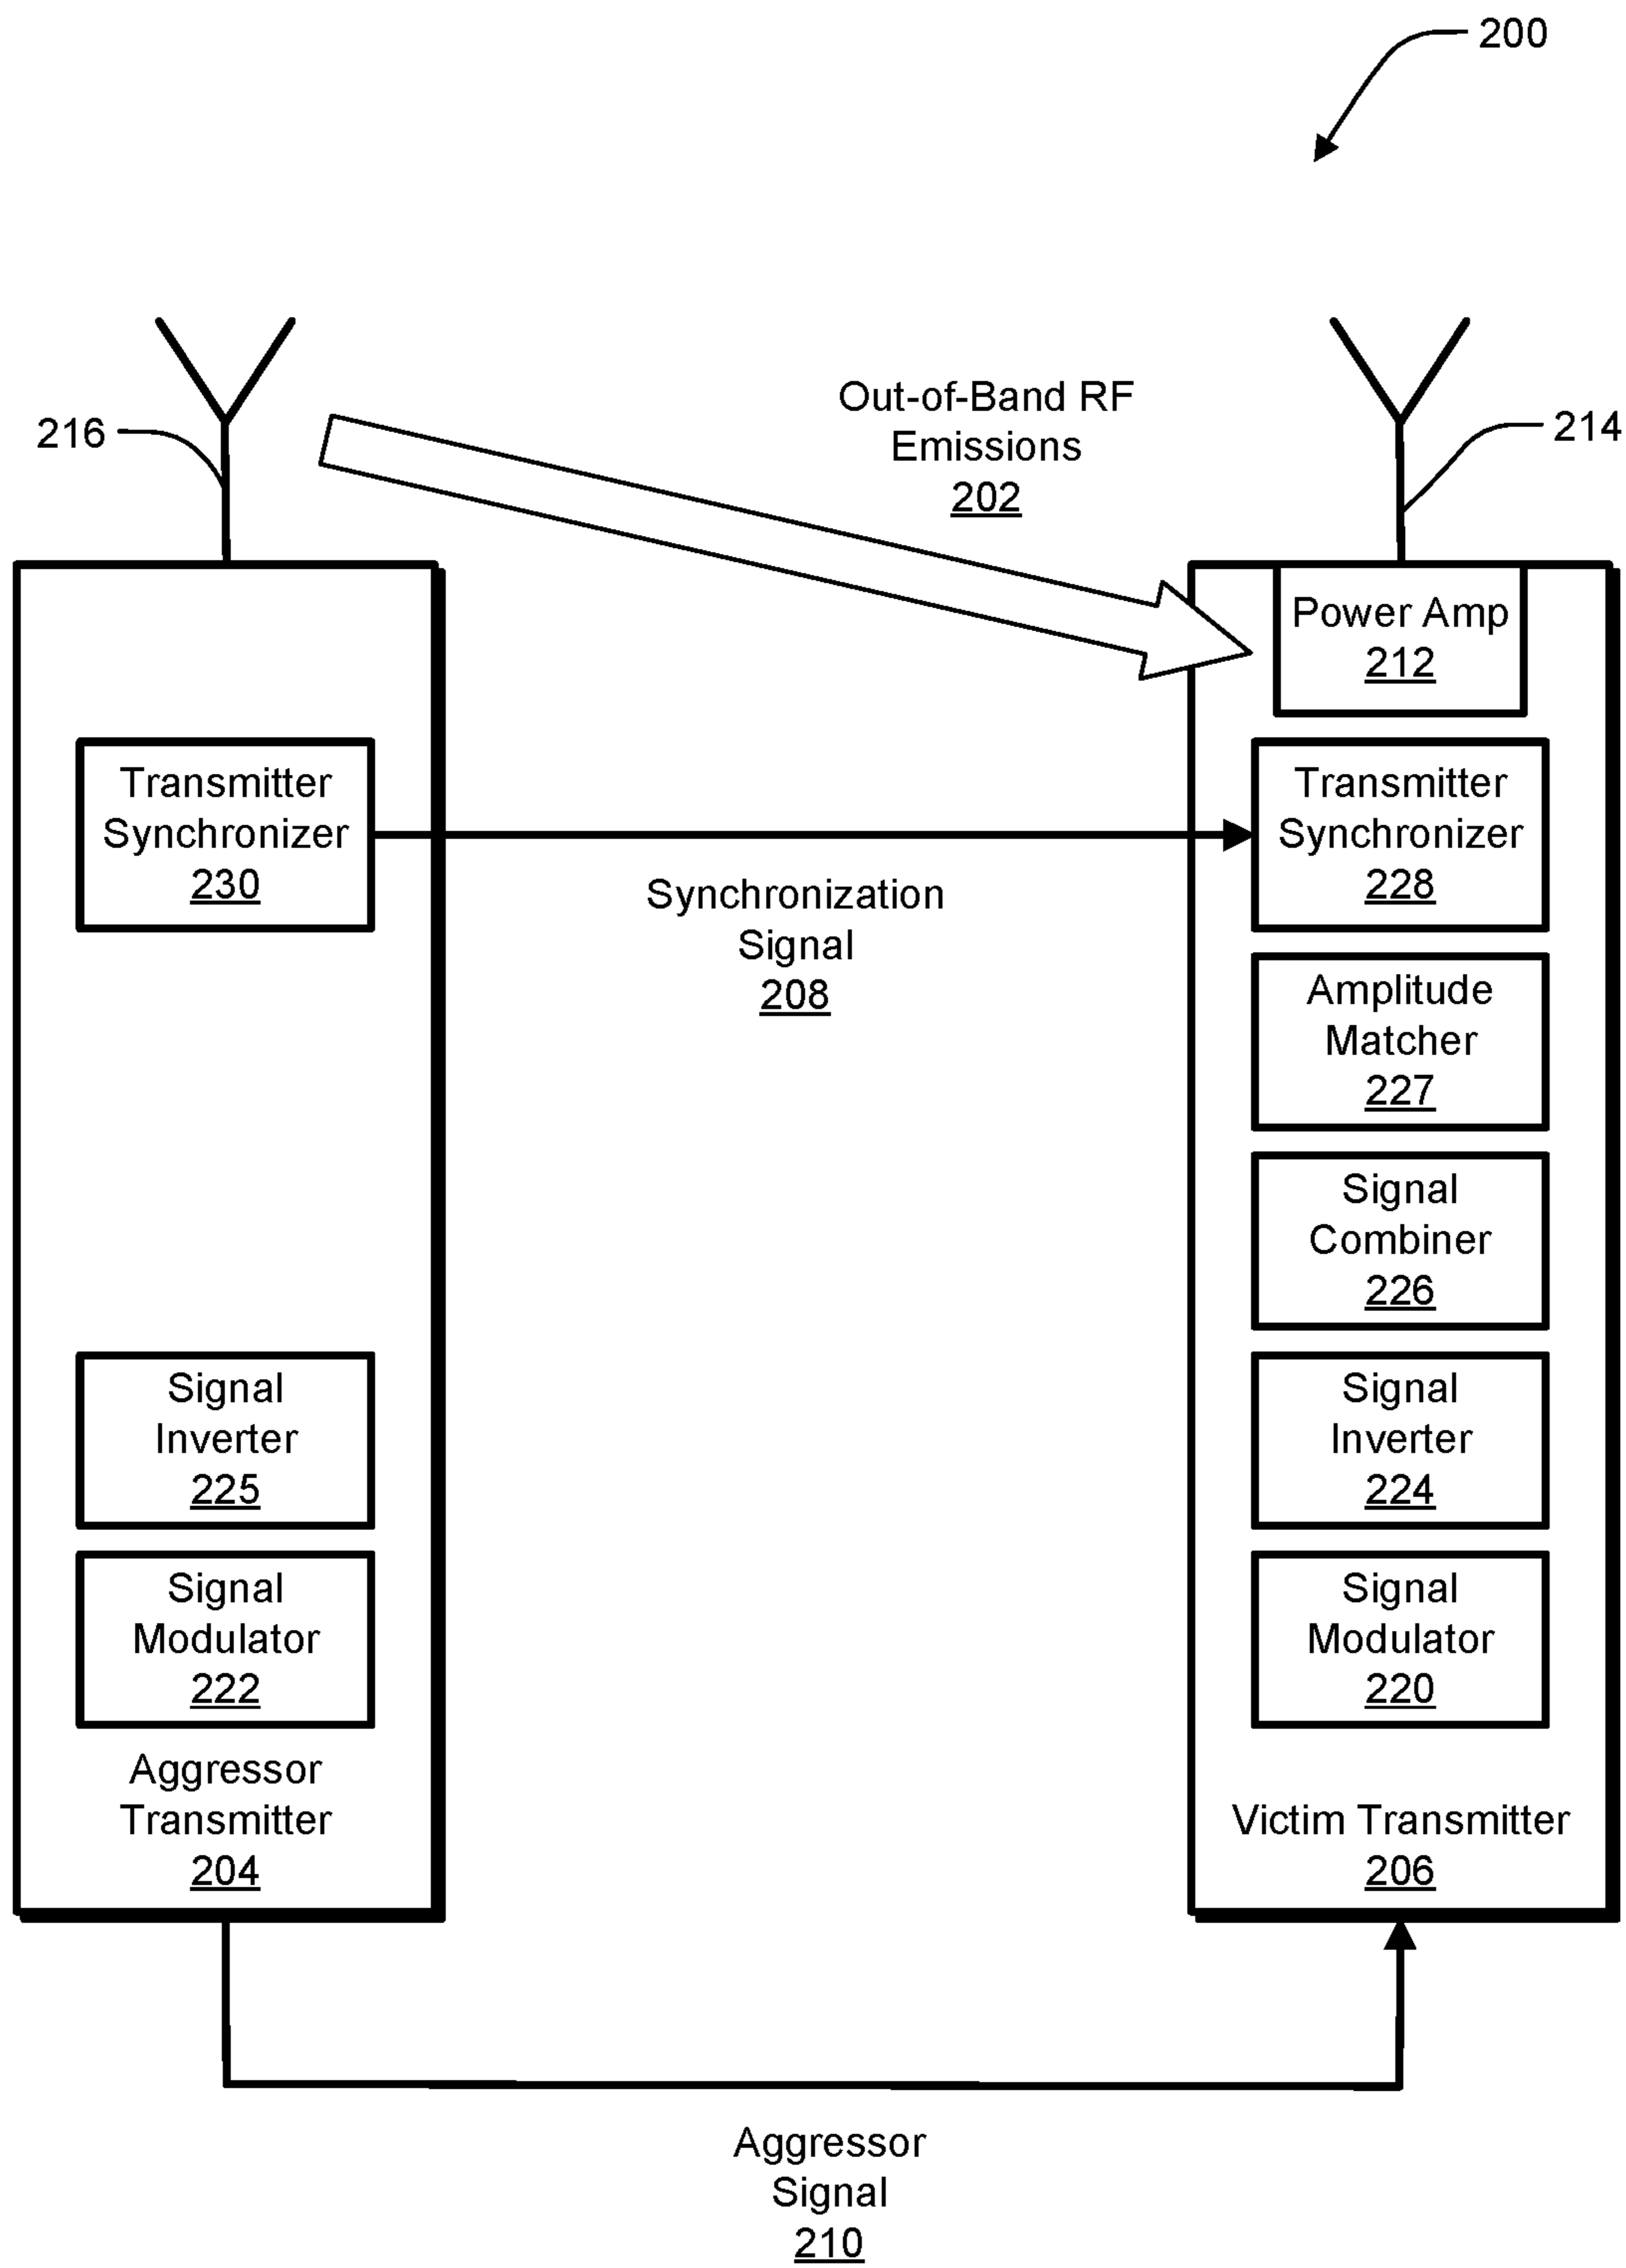 200
216
Out-of-Band RF
Emissions
202
214
Power Amp
212
Transmitter
Synchronizer
230
Synchronization
Signal
208
Transmitter
Synchronizer
228
Amplitude
Matcher
227
Signal
Combiner
226
Signal
Inverter
225
Signal
Inverter
224
Signal
Modulator
222
Signal
Modulator
220
Aggressor
Transmitter
204
Victim Transmitter
206
Aggressor
Signal
210